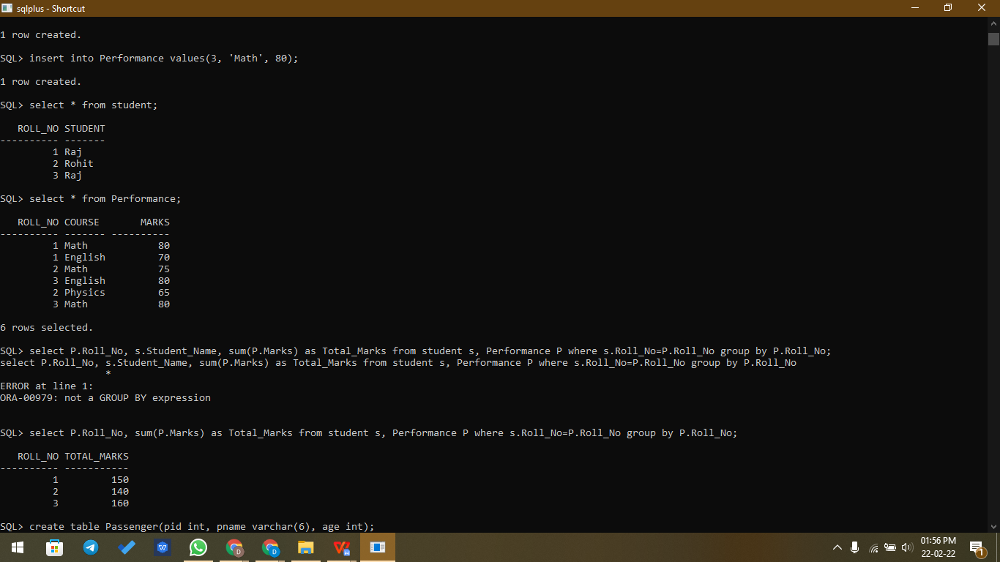 sqlplus - Shortcut
1 row created.
SQL> insert into Performance values(3, 'Math', 80);
1 row created.
SQL> select * from student;
   ROLL_NO STUDENT
---------- -------
         1 Raj
         2 Rohit
         3 Raj
SQL> select * from Performance;
   ROLL_NO COURSE       MARKS
---------- ------- ----------
         1 Math            80
         1 English         70
         2 Math            75
         3 English         80
         2 Physics         65
         3 Math            80
6 rows selected.
SQL> select P.Roll_No, s.Student_Name, sum(P.Marks) as Total_Marks from student s, Performance P where s.Roll_No=P.Roll_No group by P.Roll_No;
select P.Roll_No, s.Student_Name, sum(P.Marks) as Total_Marks from student s, Performance P where s.Roll_No=P.Roll_No group by P.Roll_No
                  *
ERROR at line 1:
ORA-00979: not a GROUP BY expression
SQL> select P.Roll_No, sum(P.Marks) as Total_Marks from student s, Performance P where s.Roll_No=P.Roll_No group by P.Roll_No;
   ROLL_NO TOTAL_MARKS
---------- -----------
         1         150
         2         140
         3         160
SQL> create table Passenger(pid int, pname varchar(6), age int);
01:56 PM
22-02-22
1